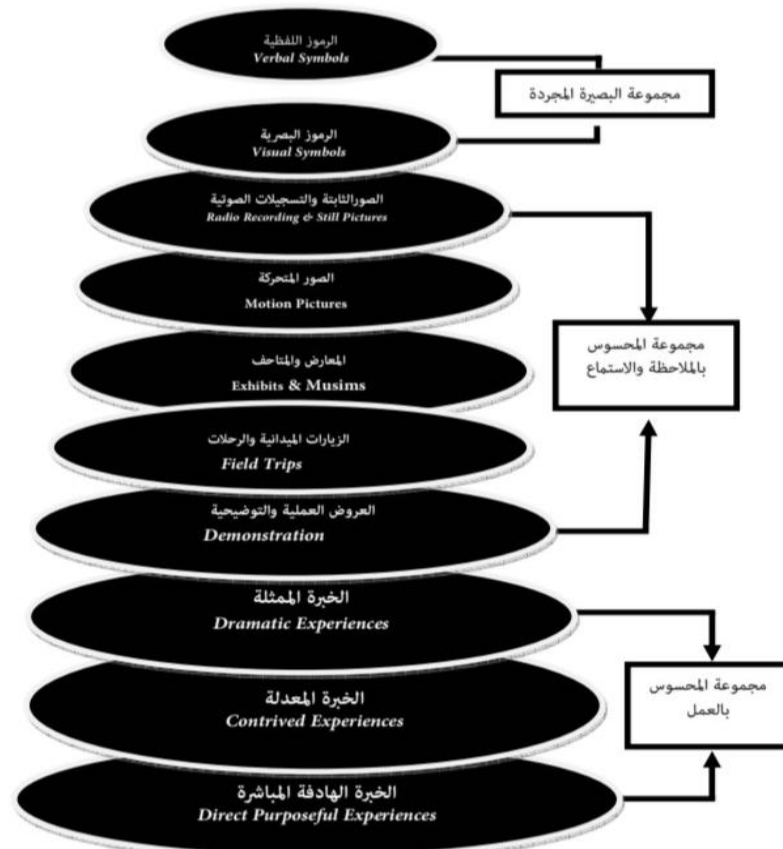 الرموز اللفظية
Verbal Symbols
مجموعة البصيرة المجردة
الرموز البصرية
Visual Symbols
الصورالثابتة والتسجيلات الصوتية
Radio Recording & Still Pictures
الصور المتحركة
Motion Pictures
مجموعة المحسوس
بالملاحظة والاستماع
المعارض والمتاحف
Exhibits & Musims
الزيارات الميدانية والرحلات
Field Trips
العروض العملية والتوضيحية
Demonstration
الخبرة الممثلة
Dramatic Experiences
مجموعة المحسوس
بالعمل
الخبرة المعدلة
Contrived Experiences
الخبرة الهادفة المباشرة
Direct Purposeful Experiences